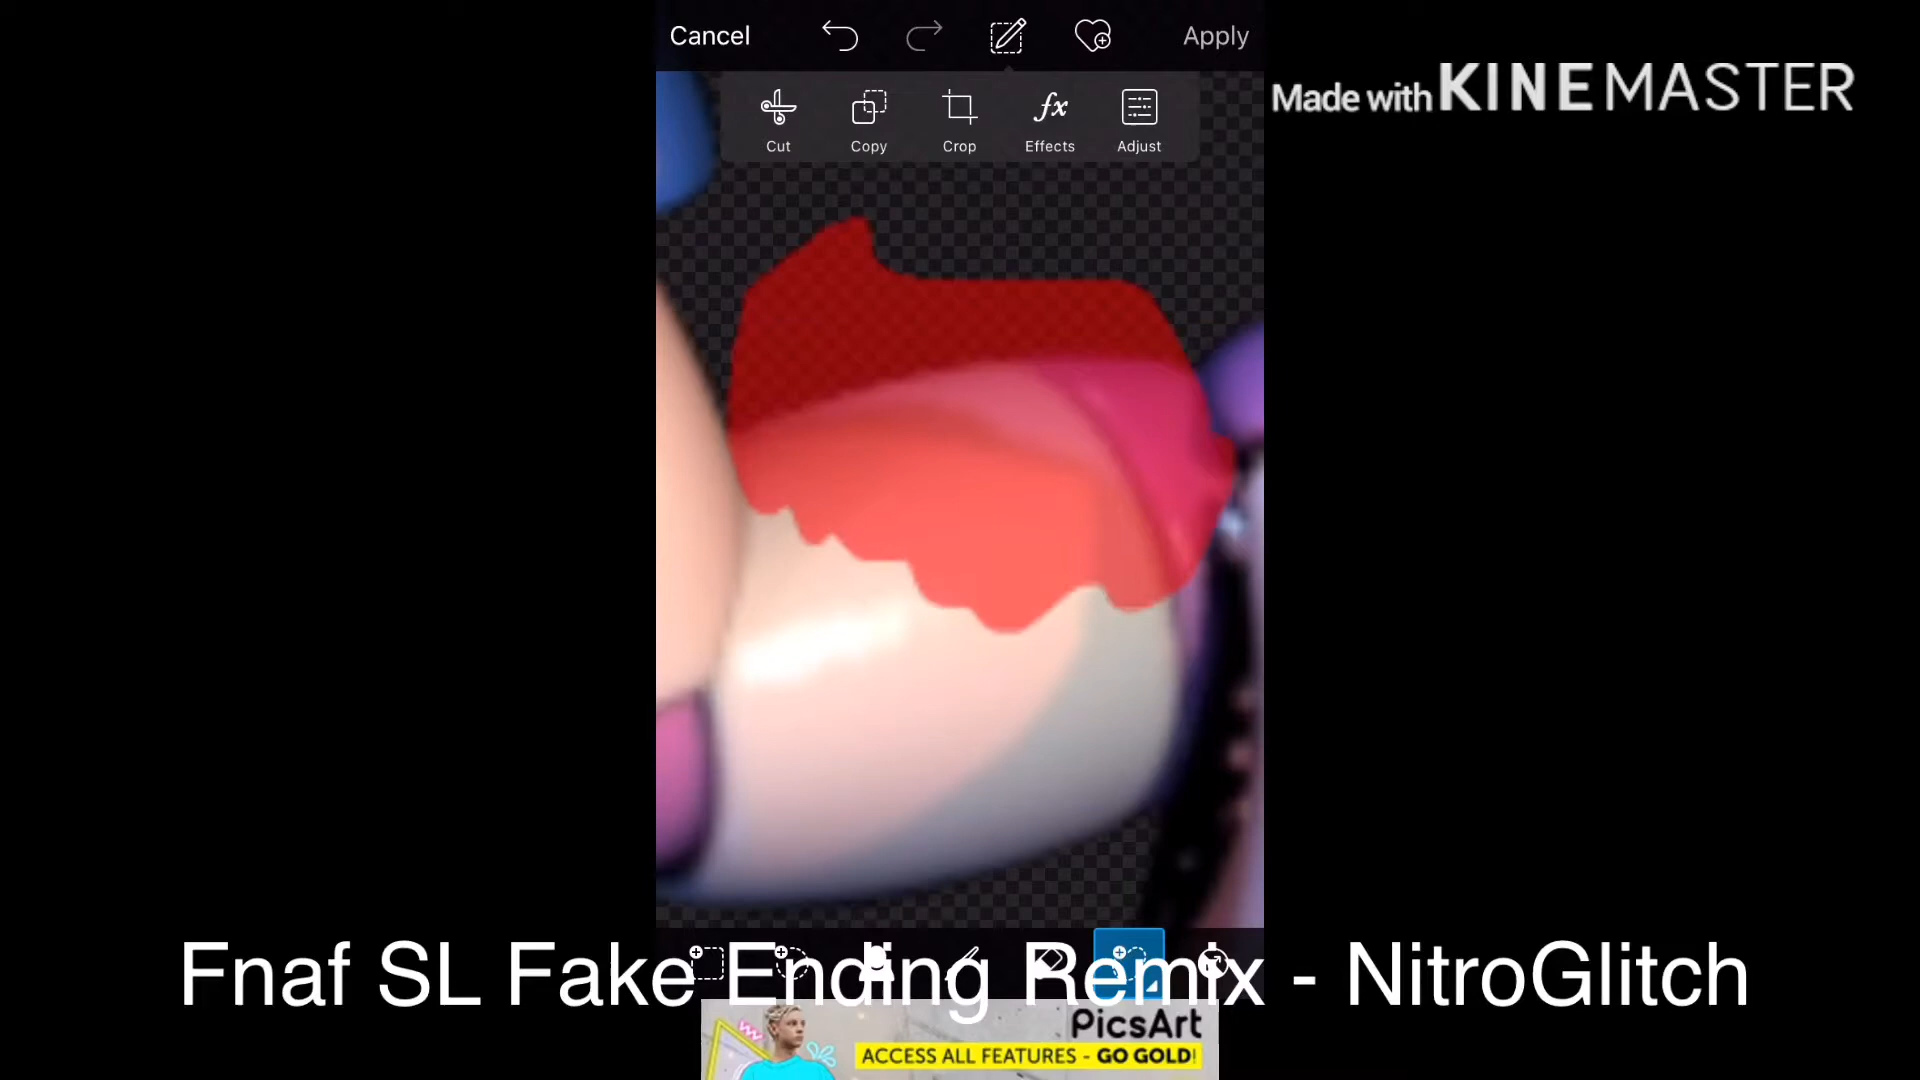 Cancel
Apply
Made with KINEMASTER
Cut
Copy
Crop
fx
Effects
Adjust
Fnaf SL Fake Ending Remix - NitroGlitch
PicsArt
ACCESS ALL FEATURES - GO GOLD!